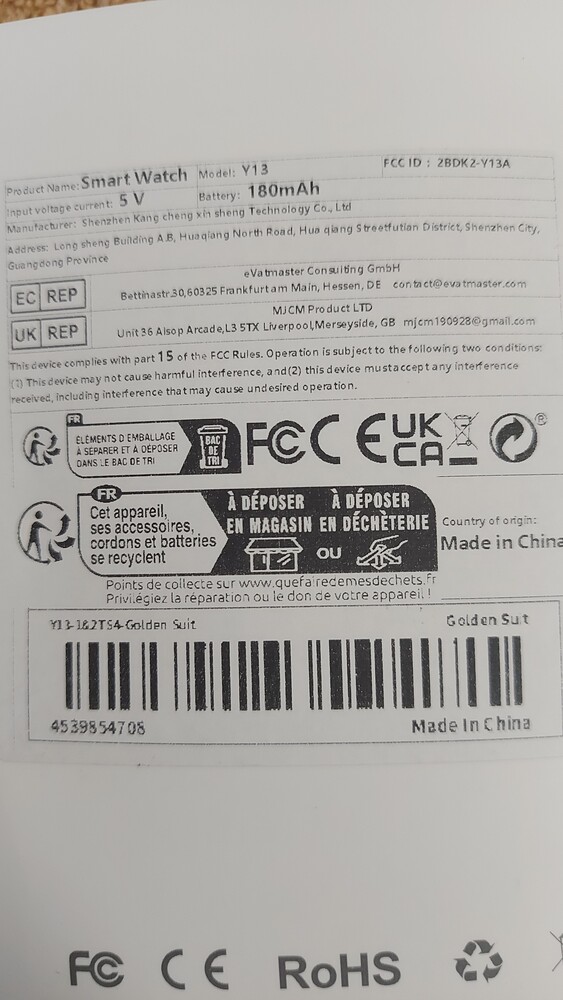 Product Name: Smart Watch Model: Y13 FCC ID : 2BDK2-Y13A
Input voltage current: 5 V Battery: 180mAh
Manufacturer: Shenzhen Kang cheng xin sheng Technology Co., Ltd
Address: Long sheng Building A.B, Huaqiang North Road, Hua qiang Streetfutian District, Shenzhen City,
Guangdong Province
EC REP
eVatmaster Consulting GmbH
Bettinastr.30,60325 Frankfurt am Main, Hessen, DE contact@evatmaster.com
UK REP
MJCM Product LTD
Unit 36 Alsop Arcade,L3 5TX Liverpool,Merseyside, GB mjcm190928@gmail.com
This device complies with part 15 of the FCC Rules. Operation is subject to the following two conditions:
(1) This device may not cause harmful interference, and(2) this device must accept any interference
received, including interference that may cause undesired operation.
FR
ÉLÉMENTS D EMBALLAGE
À SÉPARER ET À DÉPOSER
DANS LE BAC DE TRI
BAC
DE
TRI
FC CE
UK
CA
®
FR
Cet appareil,
ses accessoires,
cordons et batteries
se recyclent
À DÉPOSER
EN MAGASIN
OU
À DÉPOSER
EN DÉCHÈTERIE
Country of origin:
Made in China
Points de collecte sur www.quefairedemesdechets.fr
Privilégiez la réparation ou le don de votre appareil !
Y13-1&2TS4-Golden Suit Golden Sut
4539854708 Made In China
FC CE RoHS